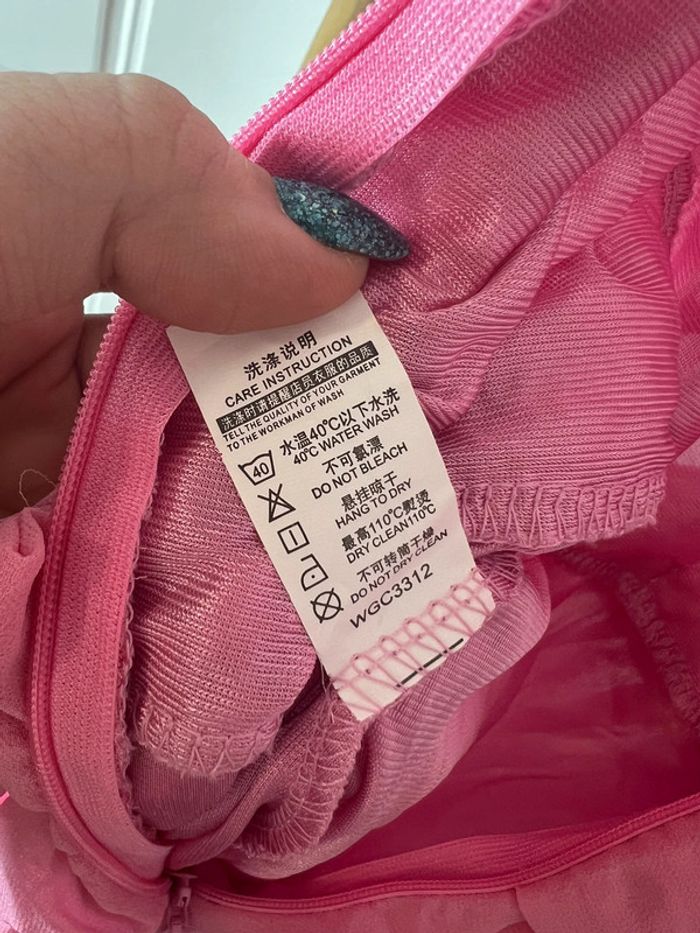 洗涤说明
CARE INSTRUCTION
洗涤时请提醒店员衣服的品质
TELL THE QUALITY OF YOUR GARMENT
TO THE WORKMAN OF WASH
40
水温40℃以下水洗
40℃ WATER WASH
不可氯漂
DO NOT BLEACH
悬挂晾干
HANG TO DRY
最高110℃熨烫
DRY CLEAN110℃
不可转筒干燥
DO NOT DRY CLEAN
WGC3312